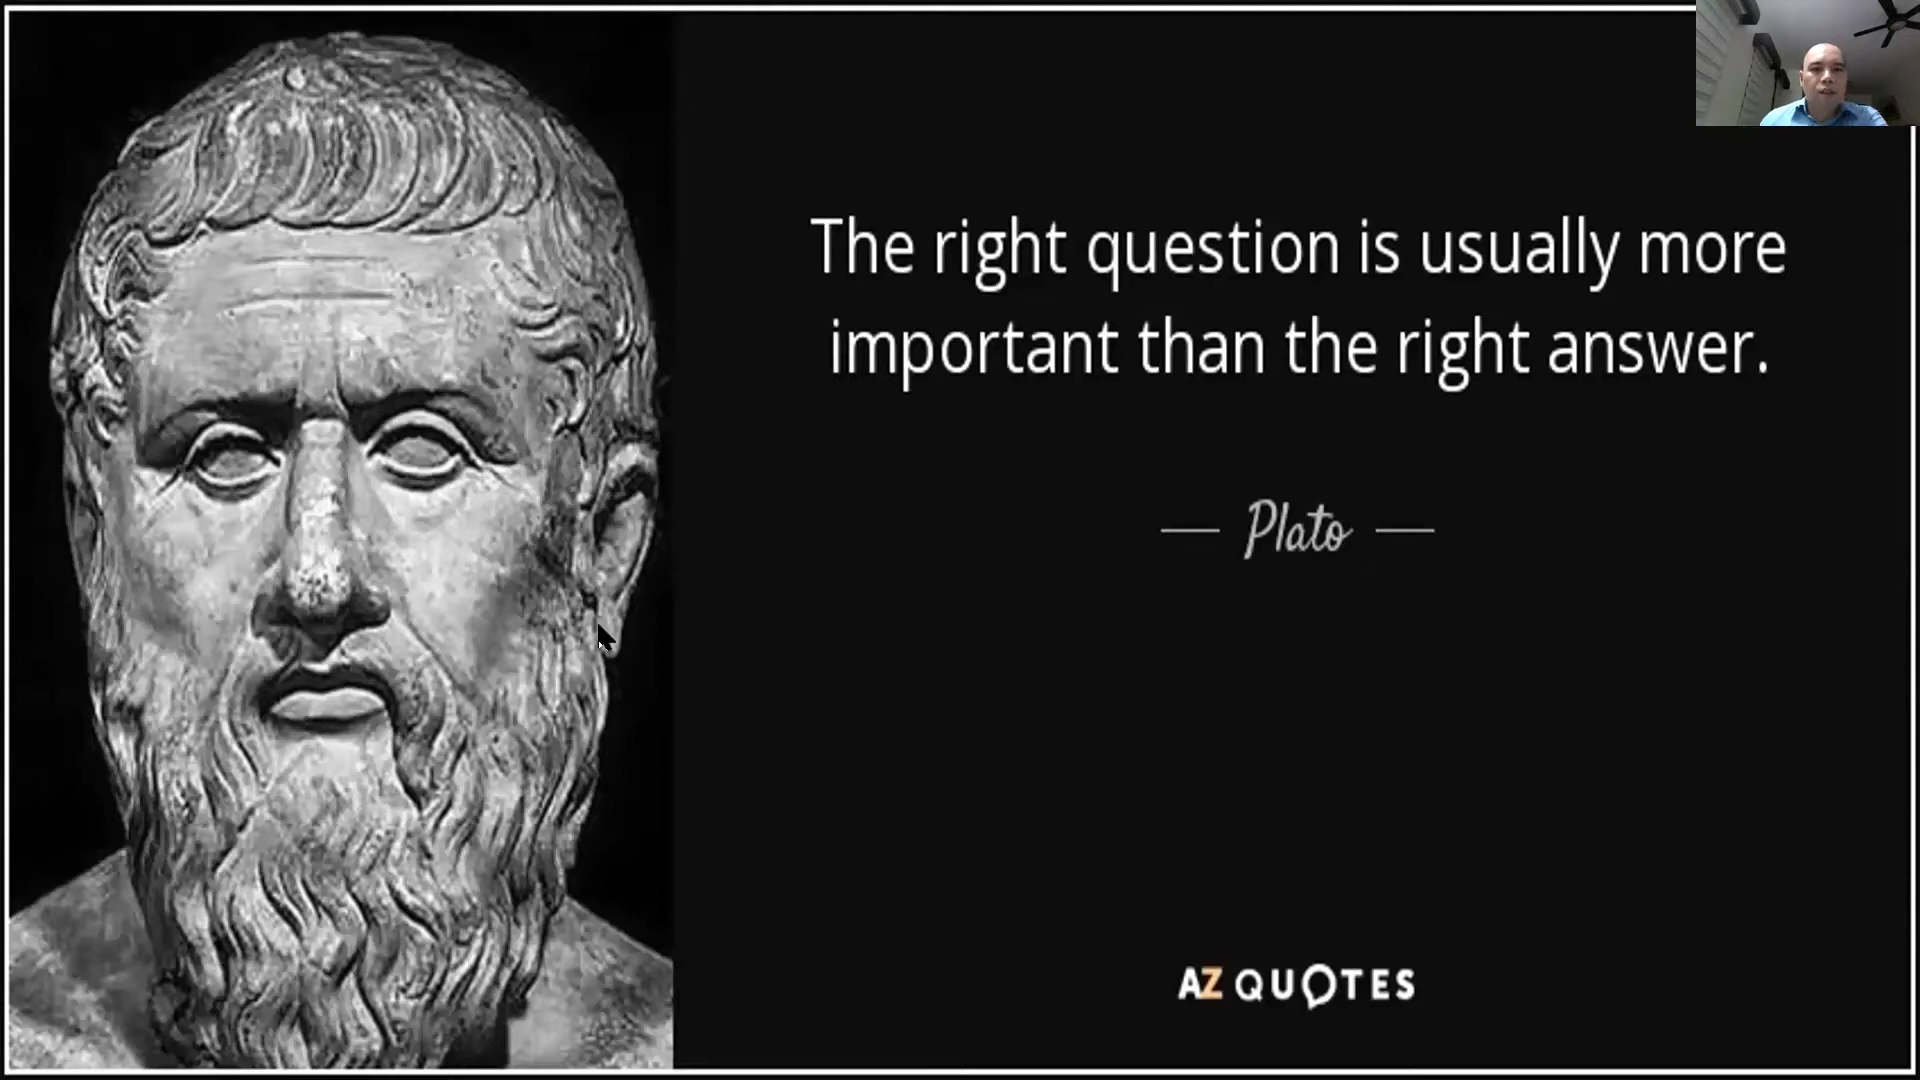 The right question is usually more
important than the right answer.
— Plato —
AZ QUOTES